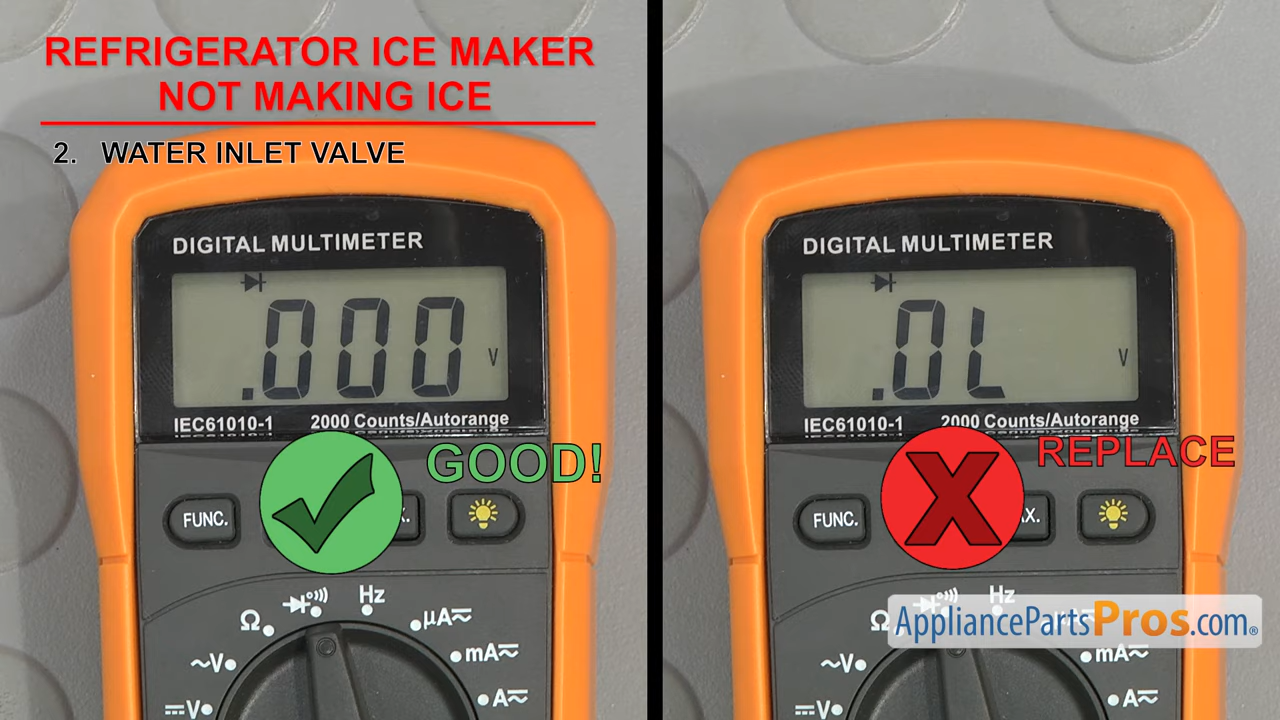 REFRIGERATOR ICE MAKER
NOT MAKING ICE
2. WATER INLET VALVE
DIGITAL MULTIMETER
.000 V
IEC61010-1 2000 Counts/Autorange
GOOD!
FUNC.
X.
Hz
Ω
μA
~V
mA
V
A
DIGITAL MULTIMETER
.0L V
IEC61010-1 2000 Counts/Autorange
REPLACE
X
FUNC.
AX.
Hz
Ω
AppliancePartsPros.com®
~V
mA
V
A